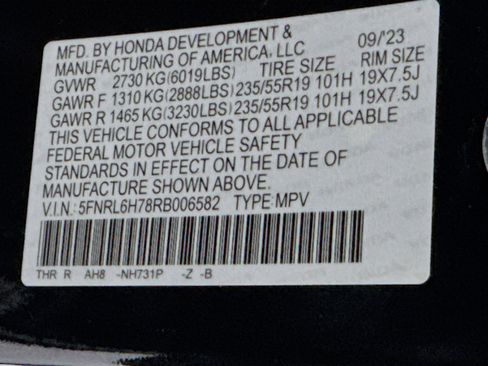 MFD. BY HONDA DEVELOPMENT &
MANUFACTURING OF AMERICA, LLC 09/'23
GVWR 2730 KG(6019LBS) TIRE SIZE RIM SIZE
GAWR F 1310 KG(2888LBS) 235/55R19 101H 19X7.5J
GAWR R 1465 KG(3230LBS) 235/55R19 101H 19X7.5J
THIS VEHICLE CONFORMS TO ALL APPLICABLE
FEDERAL MOTOR VEHICLE SAFETY
STANDARDS IN EFFECT ON THE DATE OF
MANUFACTURE SHOWN ABOVE.
V.I.N.: 5FNRL6H78RB006582 TYPE: MPV
THR R AH8 -NH731P -Z -B